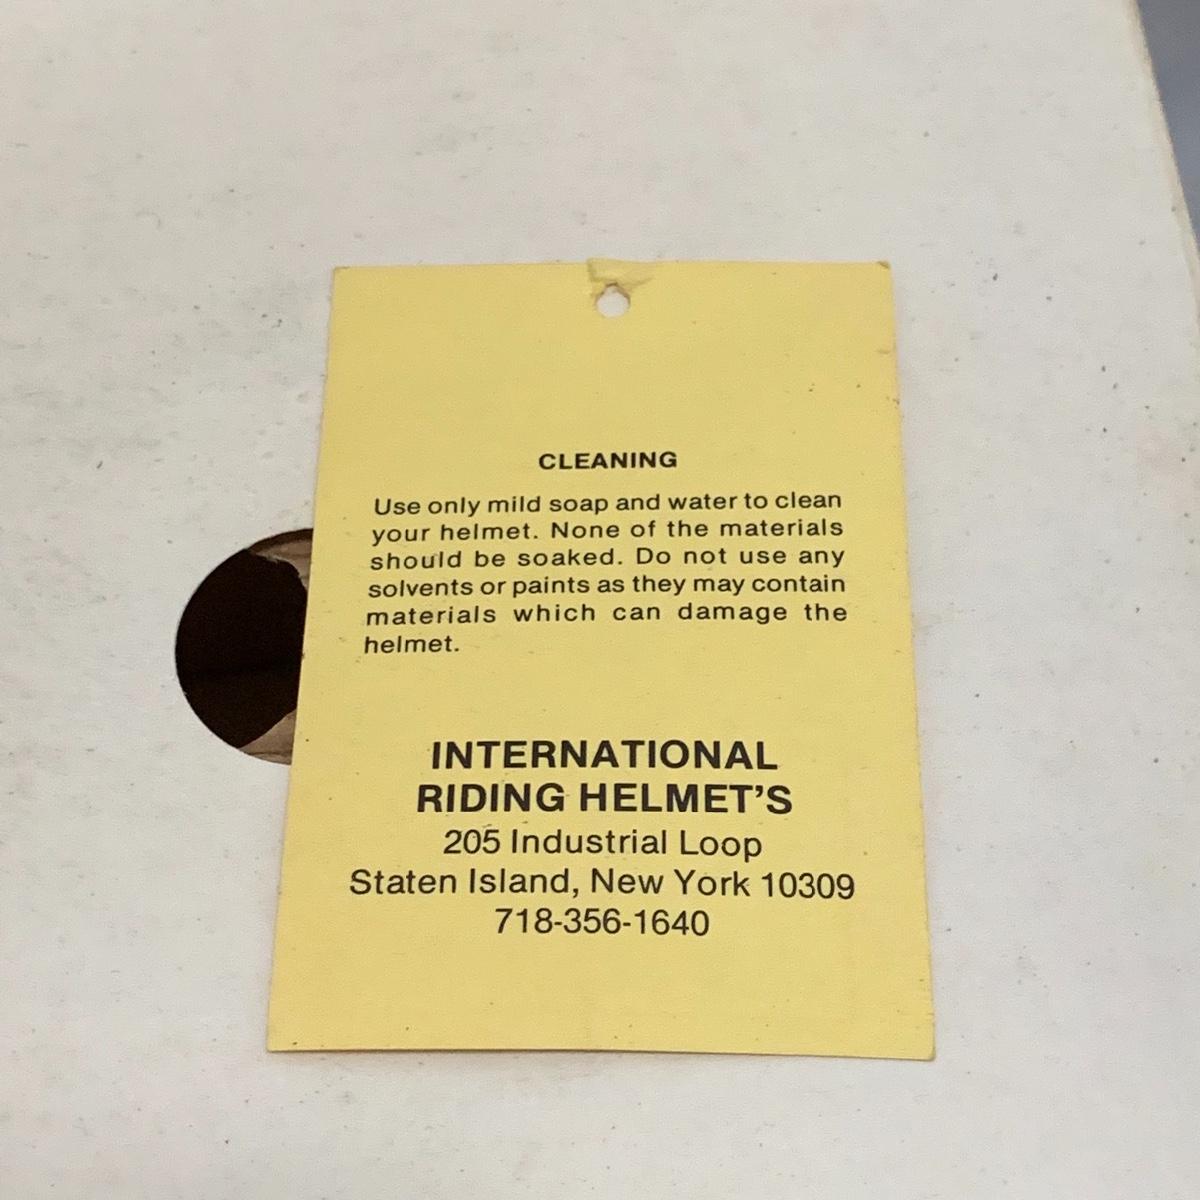 CLEANING
Use only mild soap and water to clean
your helmet. None of the materials
should be soaked. Do not use any
solvents or paints as they may contain
materials which can damage the
helmet.
INTERNATIONAL
RIDING HELMET'S
205 Industrial Loop
Staten Island, New York 10309
718-356-1640